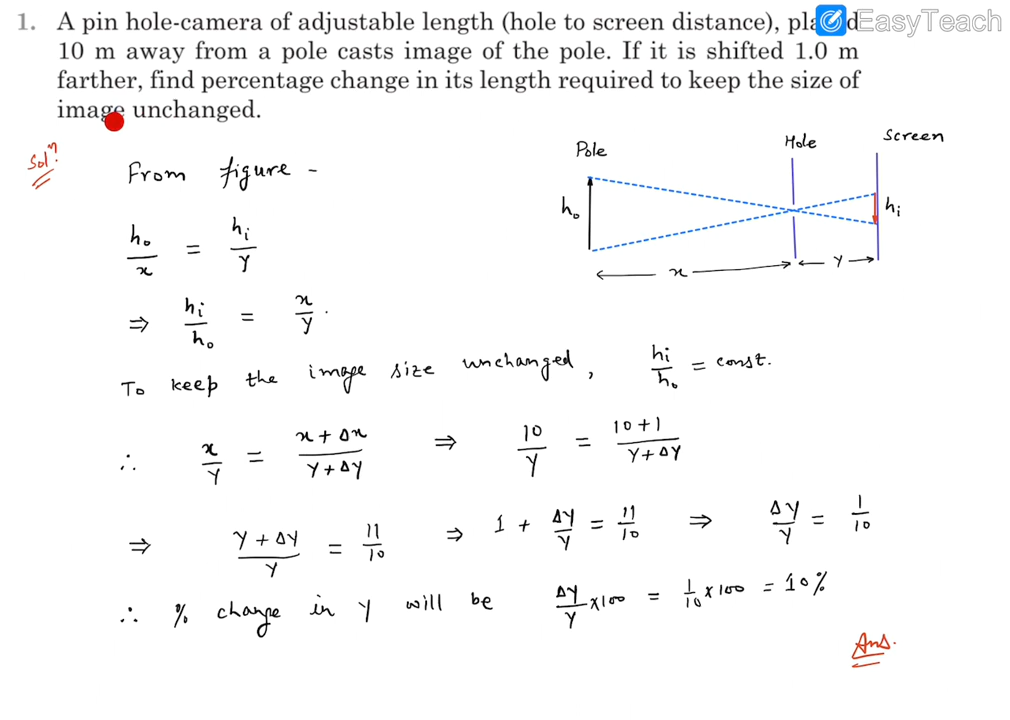 1. A pin hole-camera of adjustable length (hole to screen distance), pla d EasyTeach
10 m away from a pole casts image of the pole. If it is shifted 1.0 m
farther, find percentage change in its length required to keep the size of
image unchanged.
Solⁿ
From figure -
Pole Hole Screen
h₀ hᵢ
x y
h₀/x = hᵢ/y
⇒ hᵢ/h₀ = x/y .
To keep the image size unchanged, hi/h₀ = const.
∴ x/y = x + Δx / y + Δy ⇒ 10/y = 10 + 1 / y + Δy
⇒ y + Δy / y = 11/10 ⇒ 1 + Δy/y = 11/10 ⇒ Δy/y = 1/10
∴ % change in y will be Δy/y × 100 = 1/10 × 100 = 10%
Ans.